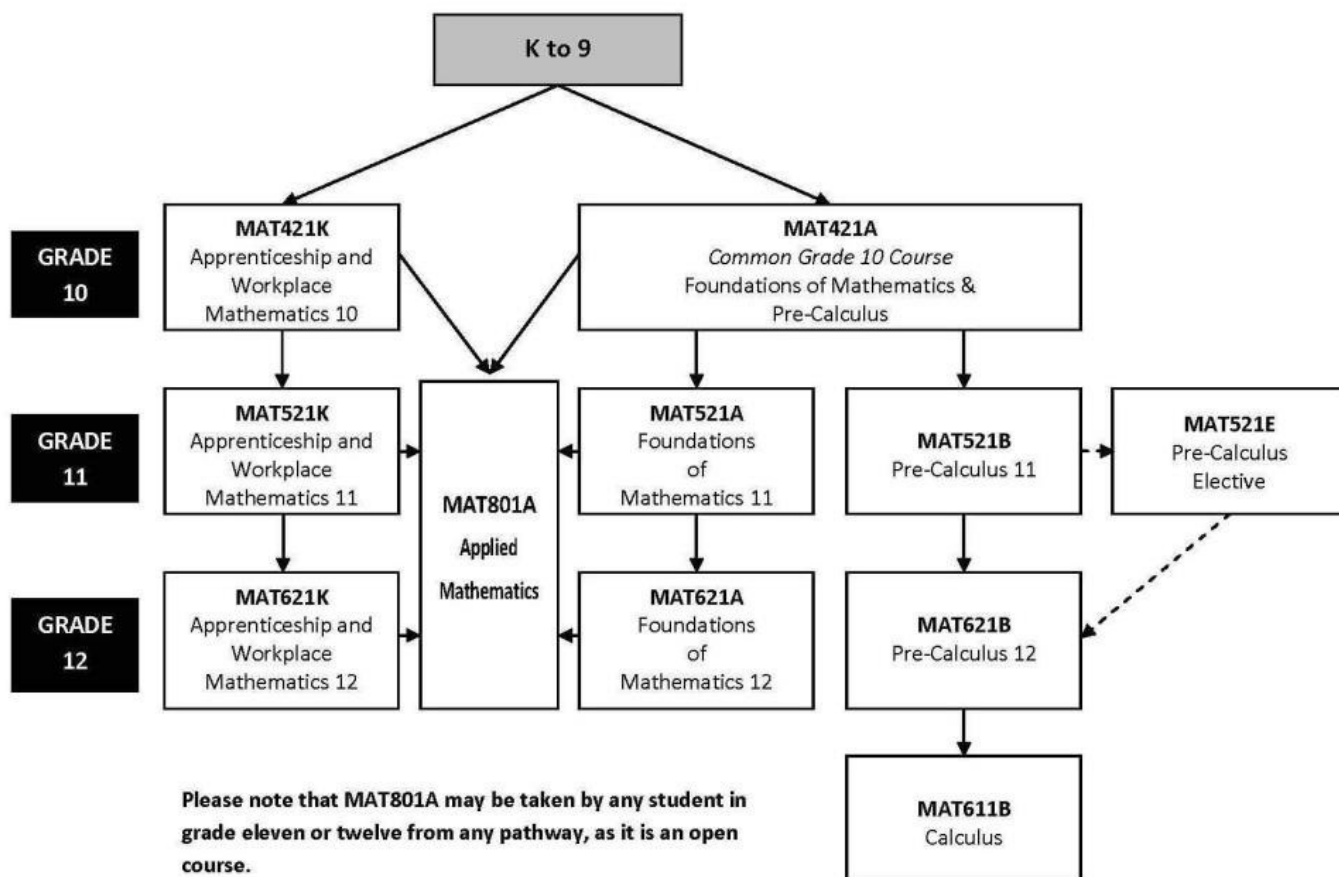 K to 9
GRADE
10
MAT421K
Apprenticeship and
Workplace
Mathematics 10
MAT421A
Common Grade 10 Course
Foundations of Mathematics &
Pre-Calculus
GRADE
11
MAT521K
Apprenticeship and
Workplace
Mathematics 11
MAT801A
Applied
Mathematics
MAT521A
Foundations
of
Mathematics 11
MAT521B
Pre-Calculus 11
MAT521E
Pre-Calculus
Elective
GRADE
12
MAT621K
Apprenticeship and
Workplace
Mathematics 12
MAT621A
Foundations
of
Mathematics 12
MAT621B
Pre-Calculus 12
Please note that MAT801A may be taken by any student in
grade eleven or twelve from any pathway, as it is an open
course.
MAT611B
Calculus